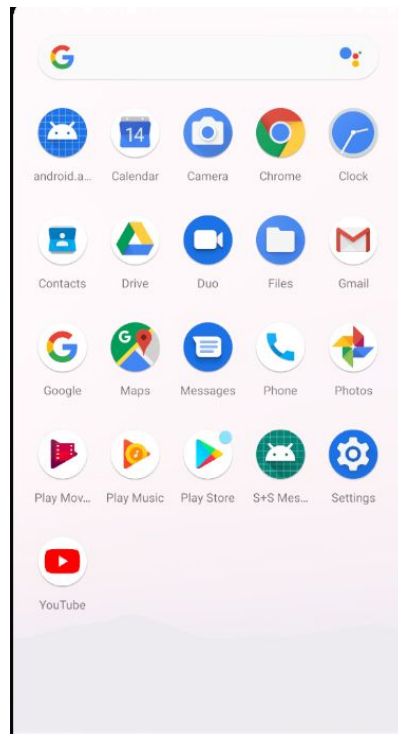 G
android.a... Calendar Camera Chrome Clock
14
Contacts Drive Duo Files Gmail
Google Maps Messages Phone Photos
Play Mov... Play Music Play Store S+S Mes... Settings
YouTube